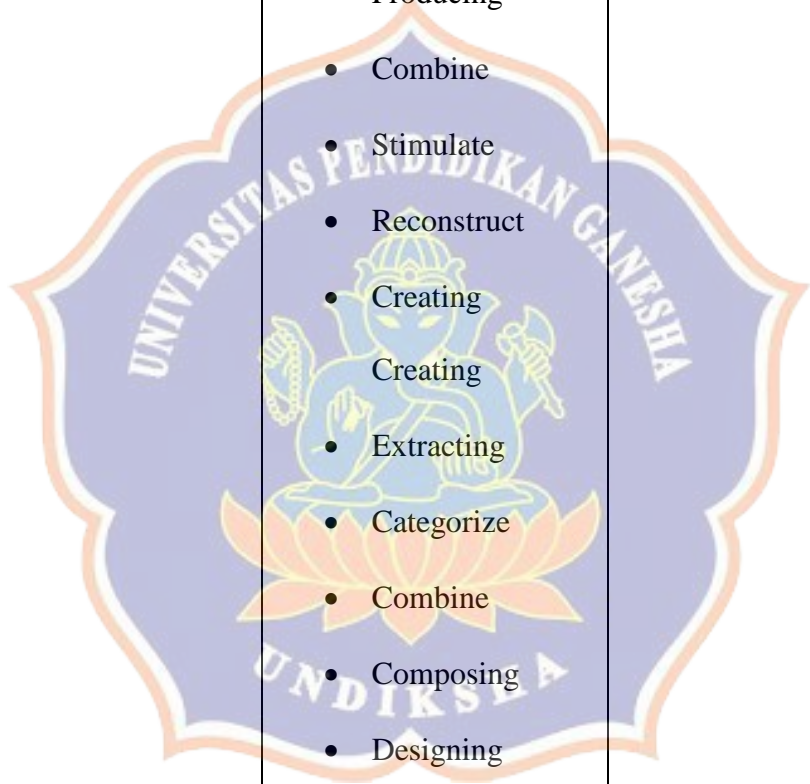 Producing
• Combine
• Stimulate
• Reconstruct
• Creating
Creating
• Extracting
• Categorize
• Combine
• Composing
• Designing
UNIVERSITAS PENDIDIKAN GANESHA
UNDIKSHA